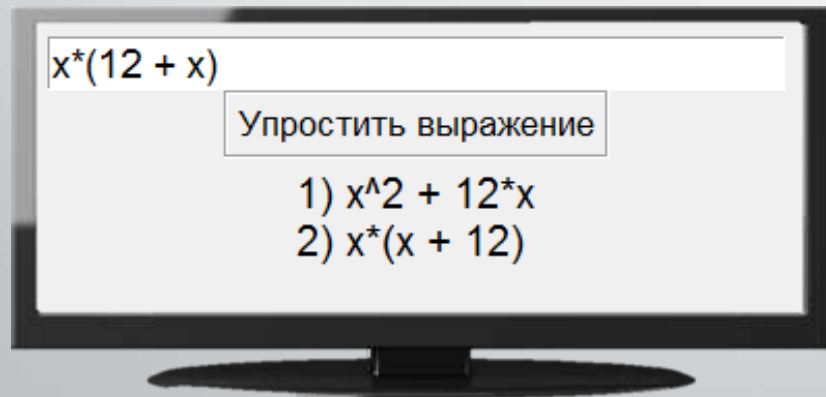 x*(12 + x)
Упростить выражение
1) x^2 + 12*x
2) x*(x + 12)